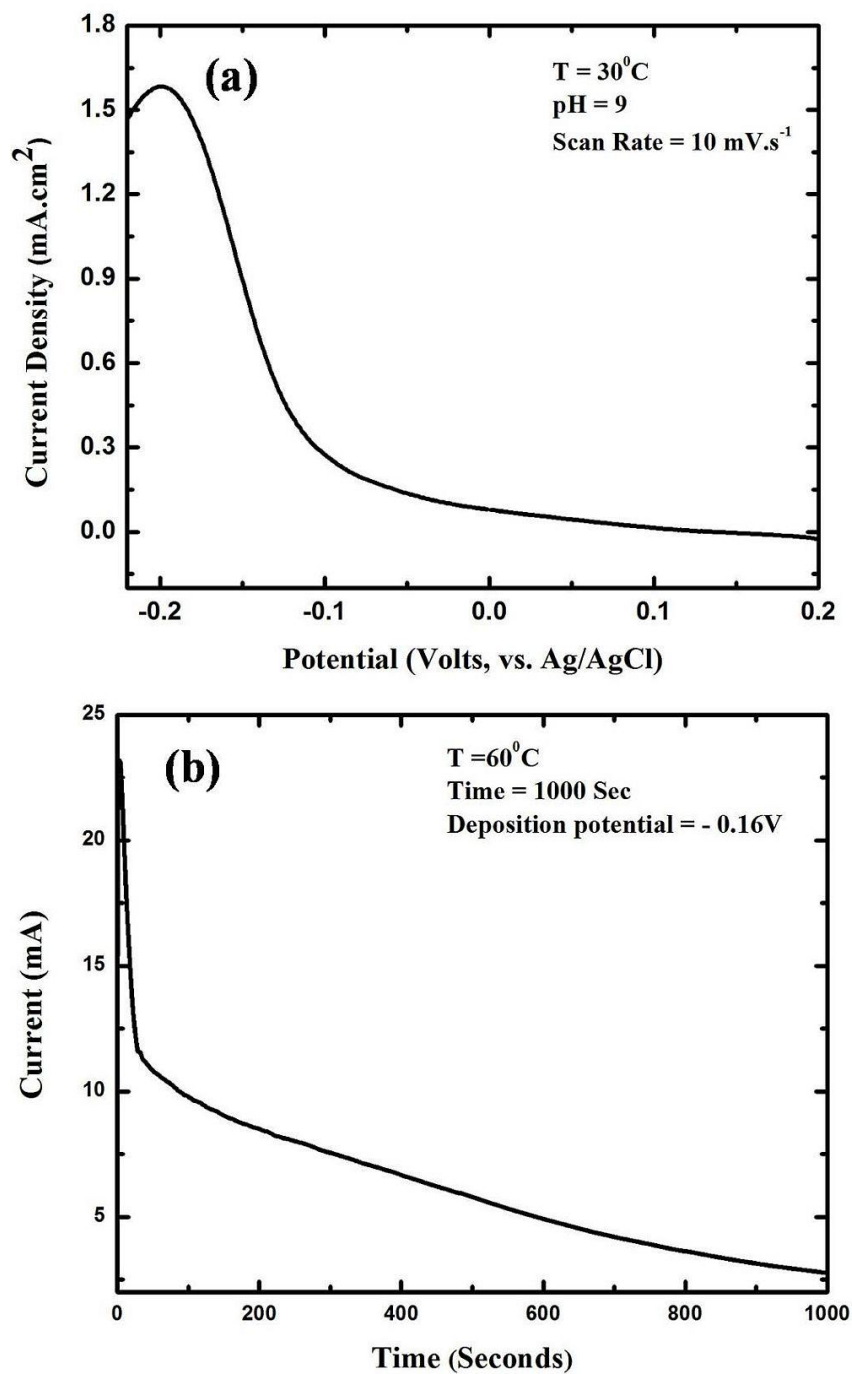 (a)
T = 30⁰C
pH = 9
Scan Rate = 10 mV.s⁻¹
Current Density (mA.cm²)
1.8
1.5
1.2
0.9
0.6
0.3
0.0
-0.2 -0.1 0.0 0.1 0.2
Potential (Volts, vs. Ag/AgCl)
(b)
T =60⁰C
Time = 1000 Sec
Deposition potential = - 0.16V
Current (mA)
25
20
15
10
5
0 200 400 600 800 1000
Time (Seconds)